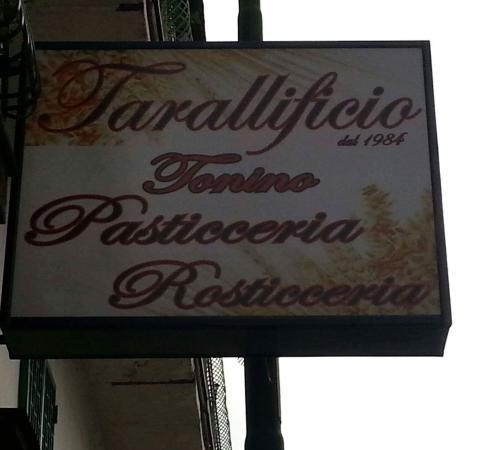 Tarallificio
dal 1984
Tonino
Pasticceria
Rosticceria